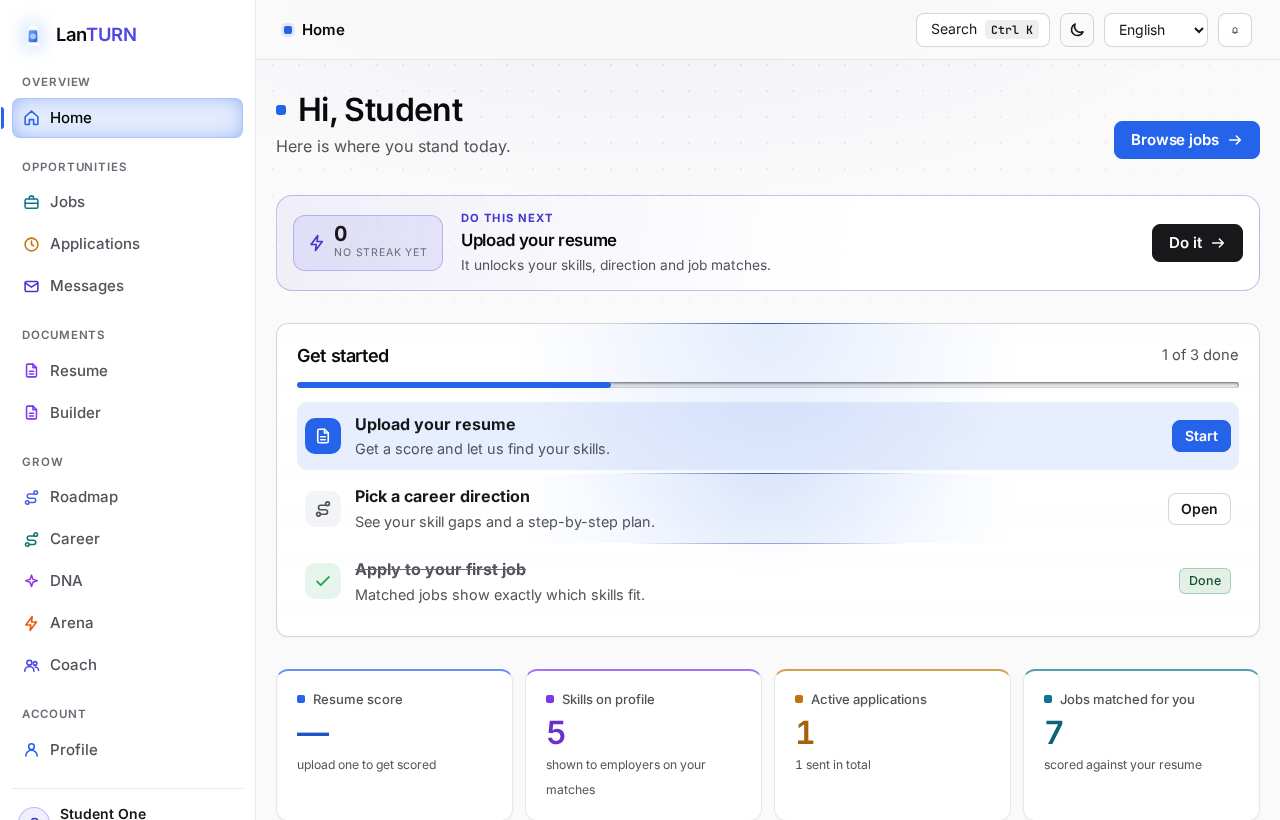 LanTURN
OVERVIEW
Home
OPPORTUNITIES
Jobs
Applications
Messages
DOCUMENTS
Resume
Builder
GROW
Roadmap
Career
DNA
Arena
Coach
ACCOUNT
Profile
Student One
Home
Search Ctrl K
English
Hi, Student
Here is where you stand today.
Browse jobs
0
NO STREAK YET
DO THIS NEXT
Upload your resume
It unlocks your skills, direction and job matches.
Do it
Get started
1 of 3 done
Upload your resume
Get a score and let us find your skills.
Start
Pick a career direction
See your skill gaps and a step-by-step plan.
Open
Apply to your first job
Matched jobs show exactly which skills fit.
Done
Resume score
—
upload one to get scored
Skills on profile
5
shown to employers on your
matches
Active applications
1
1 sent in total
Jobs matched for you
7
scored against your resume